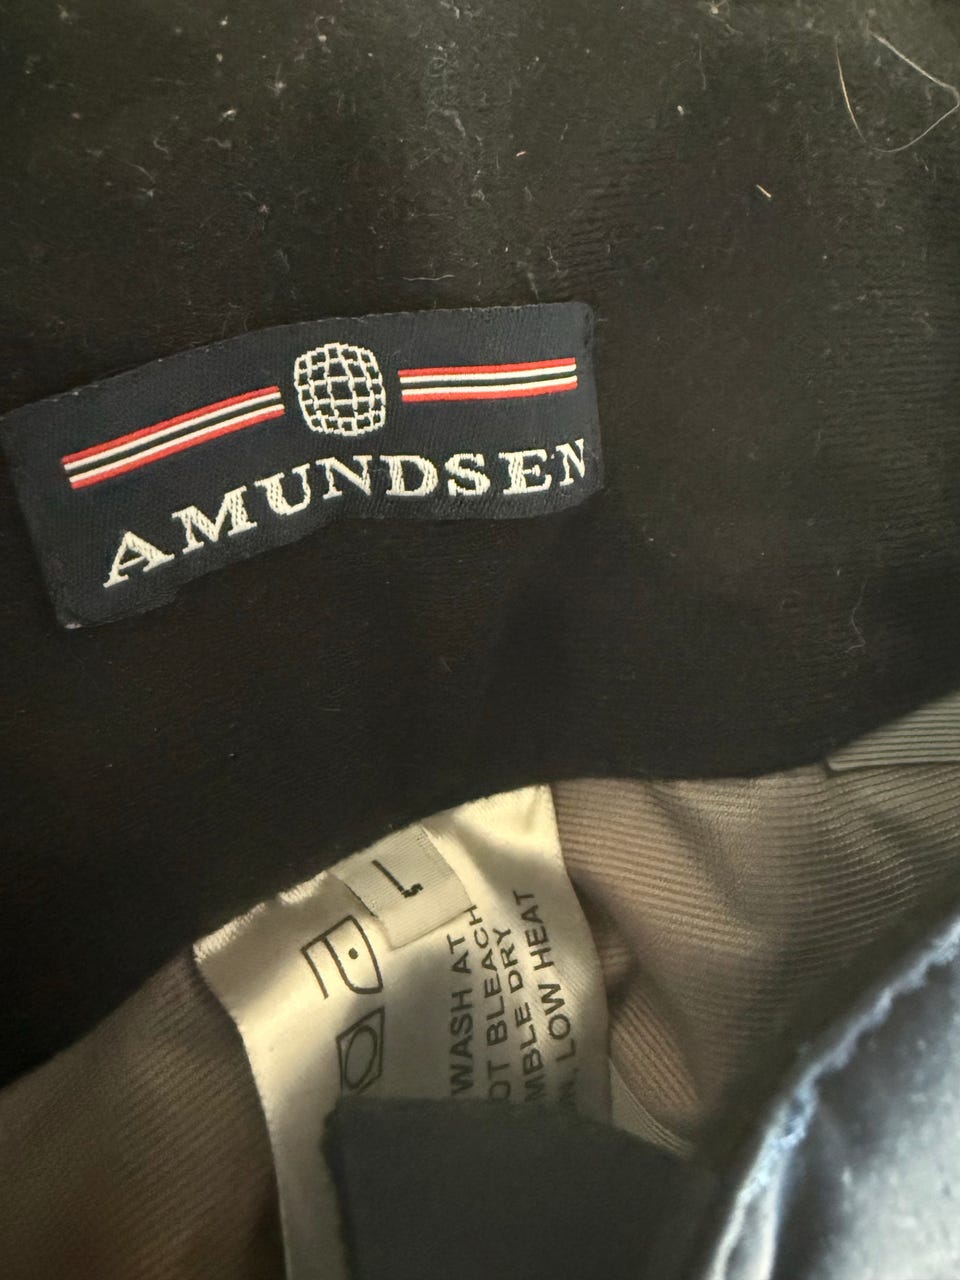 AMUNDSEN
L
WASH AT
OT BLEACH
MBLE DRY
N, LOW HEAT